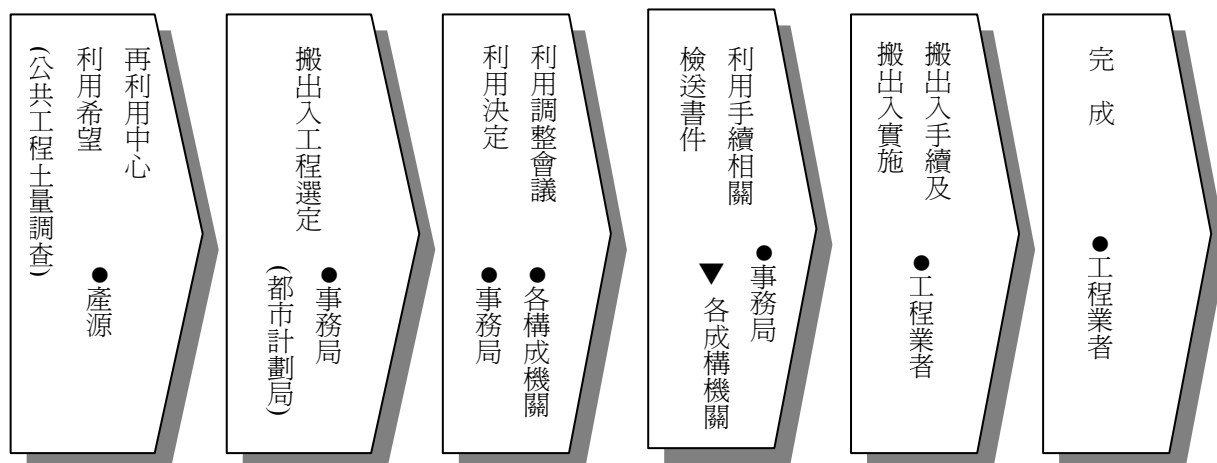 再利用中心
利用希望
(公共工程土量調查)
●產源
搬出入工程選定
●事務局
(都市計劃局)
利用調整會議
利用決定
●各構成機關
●事務局
利用手續相關
檢送書件
●事務局
▼ 各成構機關
搬出入手續及
搬出入實施
●工程業者
完 成
●工程業者